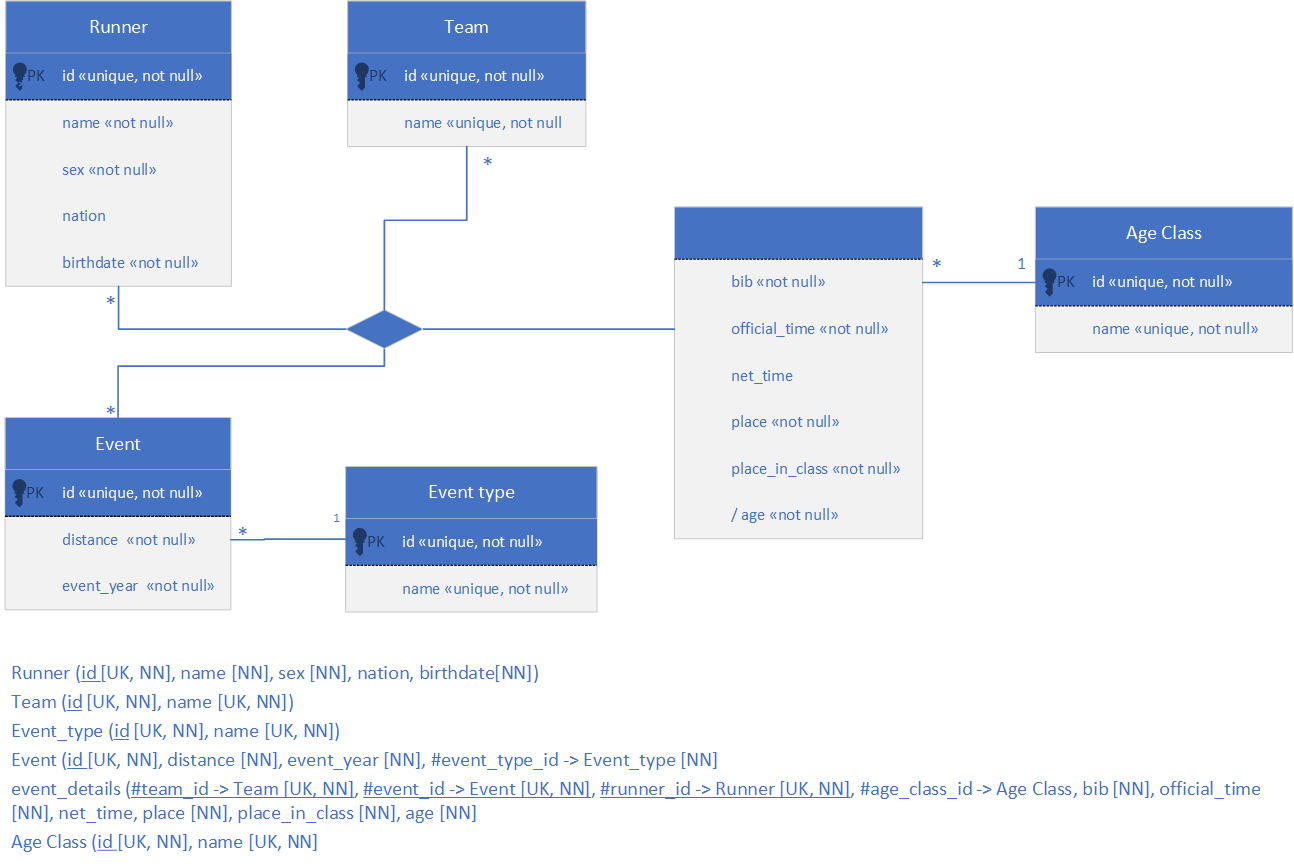 Runner
PK id «unique, not null»
name «not null»
sex «not null»
nation
birthdate «not null»
*
Team
PK id «unique, not null»
name «unique, not null
*
bib «not null»
official_time «not null»
net_time
place «not null»
place_in_class «not null»
/ age «not null»
* 1
Age Class
PK id «unique, not null»
name «unique, not null»
*
Event
PK id «unique, not null»
distance «not null»
event_year «not null»
* 1
Event type
PK id «unique, not null»
name «unique, not null»
Runner (id [UK, NN], name [NN], sex [NN], nation, birthdate[NN])
Team (id [UK, NN], name [UK, NN])
Event_type (id [UK, NN], name [UK, NN])
Event (id [UK, NN], distance [NN], event_year [NN], #event_type_id -> Event_type [NN]
event_details (#team_id -> Team [UK, NN], #event_id -> Event [UK, NN], #runner_id -> Runner [UK, NN], #age_class_id -> Age Class, bib [NN], official_time
[NN], net_time, place [NN], place_in_class [NN], age [NN]
Age Class (id [UK, NN], name [UK, NN]